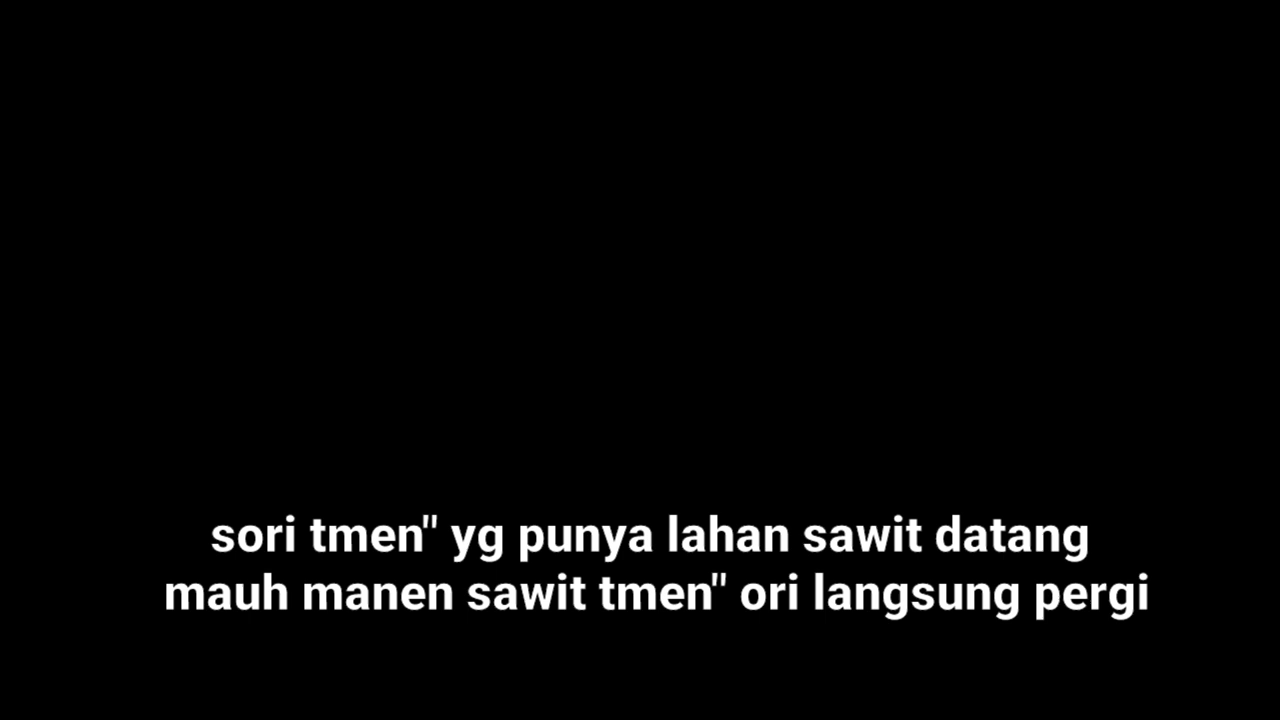 sori tmen" yg punya lahan sawit datang
mauh manen sawit tmen" ori langsung pergi